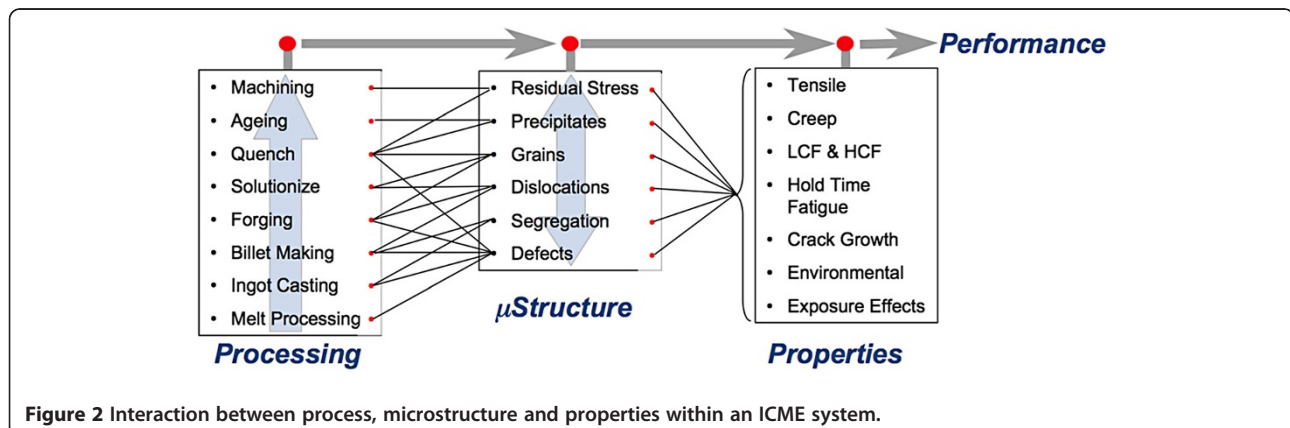 Performance
• Machining
• Ageing
• Quench
• Solutionize
• Forging
• Billet Making
• Ingot Casting
• Melt Processing
Processing
• Residual Stress
• Precipitates
• Grains
• Dislocations
• Segregation
• Defects
μStructure
• Tensile
• Creep
• LCF & HCF
• Hold Time
Fatigue
• Crack Growth
• Environmental
• Exposure Effects
Properties
Figure 2 Interaction between process, microstructure and properties within an ICME system.